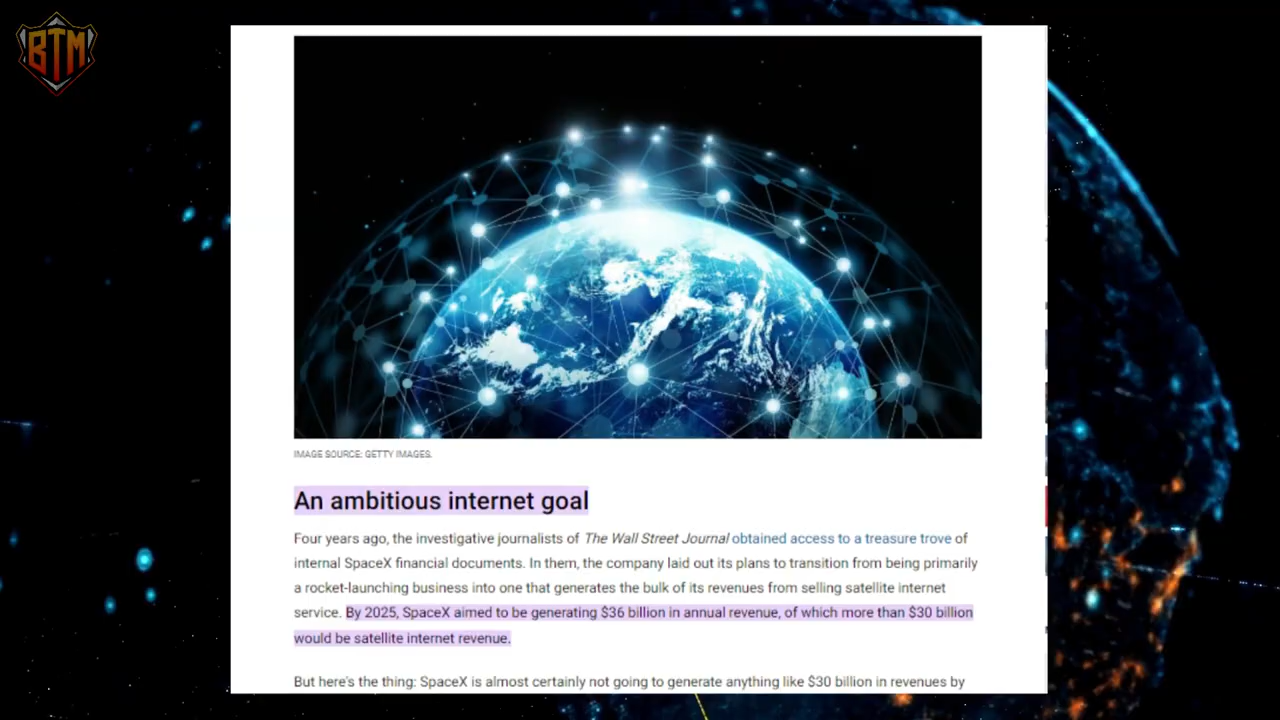 BTM
IMAGE SOURCE: GETTY IMAGES.
An ambitious internet goal
Four years ago, the investigative journalists of The Wall Street Journal obtained access to a treasure trove of
internal SpaceX financial documents. In them, the company laid out its plans to transition from being primarily
a rocket-launching business into one that generates the bulk of its revenues from selling satellite internet
service. By 2025, SpaceX aimed to be generating $36 billion in annual revenue, of which more than $30 billion
would be satellite internet revenue.
But here's the thing: SpaceX is almost certainly not going to generate anything like $30 billion in revenues by